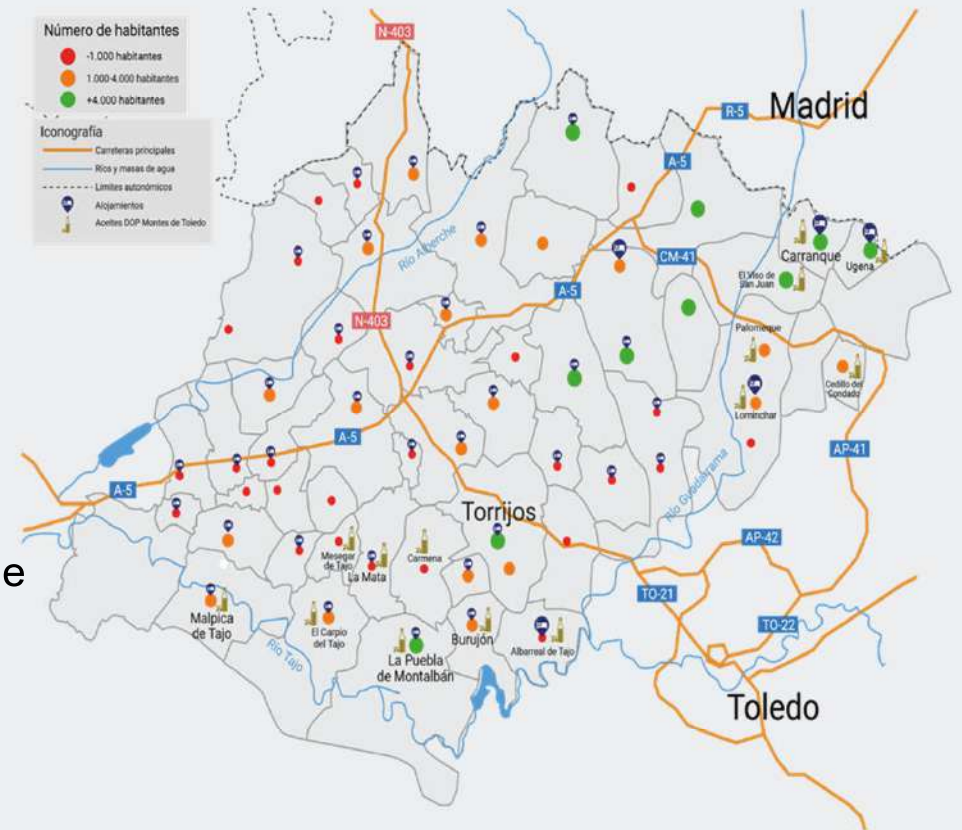 Número de habitantes
-1.000 habitantes
1.000-4.000 habitantes
+4.000 habitantes
Iconografía
Carreteras principales
Ríos y masas de agua
Límites autonómicos
Alojamientos
Aceites DOP Montes de Toledo
N-403
R-5
Madrid
A-5
Río Alberche
CM-41
Carranque
Ugena
El Viso de
San Juan
A-5
N-403
Palomeque
Cedillo del
Condado
Lominchar
A-5
AP-41
A-5
Río Guadarrama
Torrijos
AP-42
Mesegar
de Tajo
La Mata
Carmena
e
TO-21
Malpica
de Tajo
El Carpio
del Tajo
Burujón
Albarreal de Tajo
TO-22
Río Tajo
La Puebla
de Montalbán
Toledo